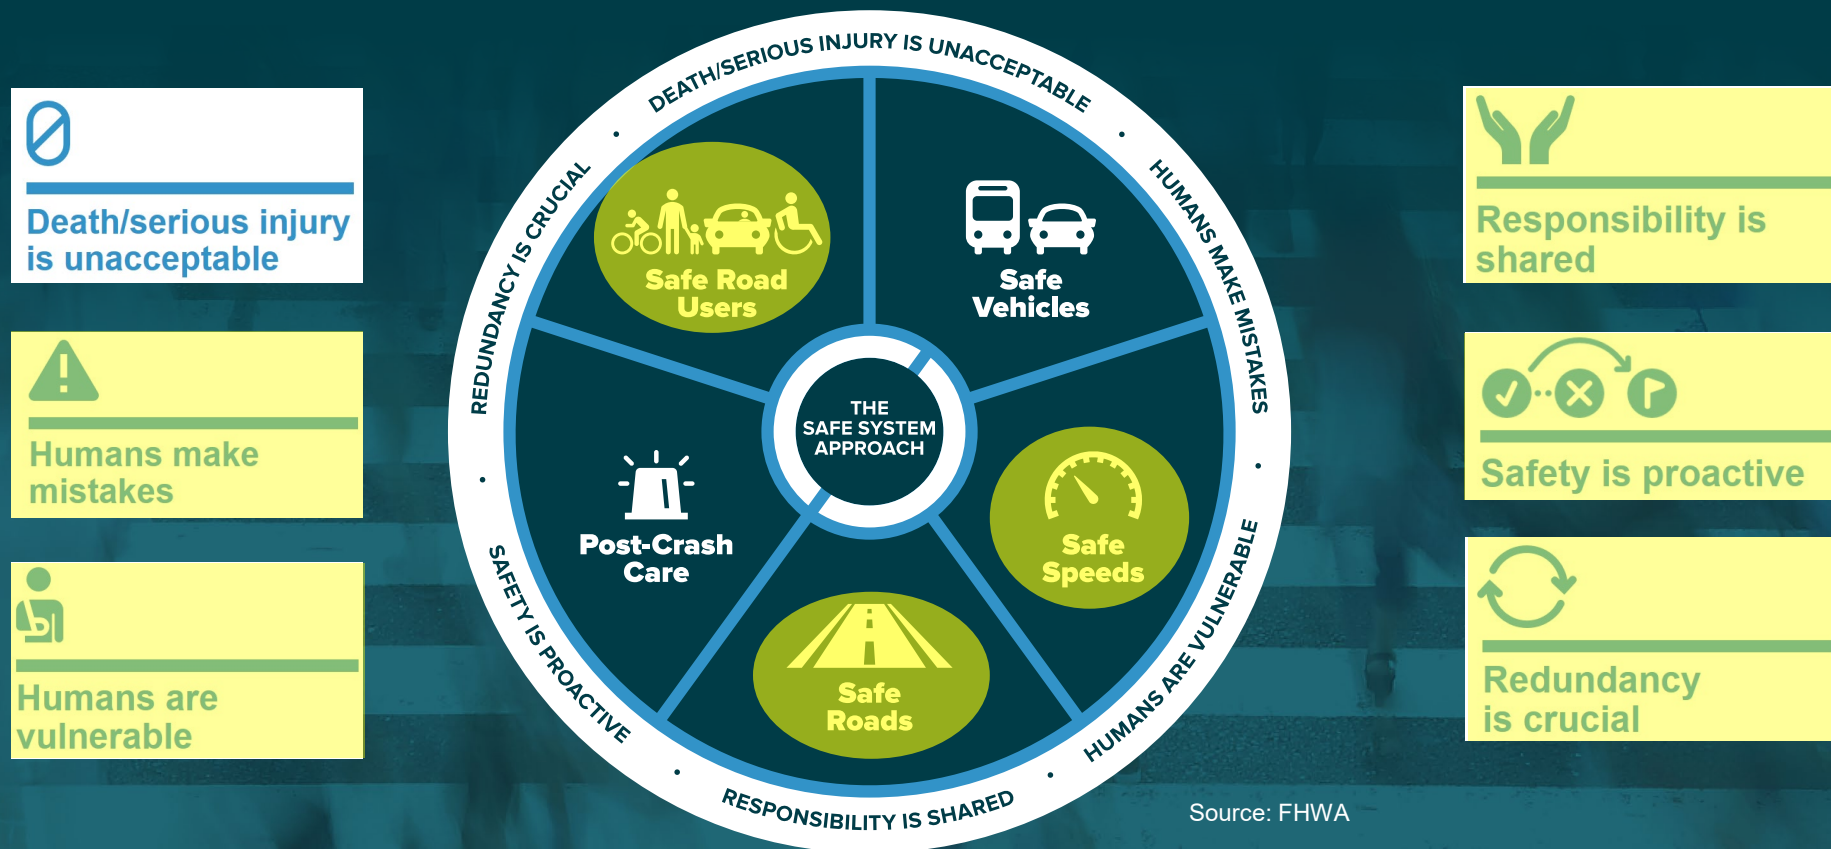 Death/serious injury
is unacceptable
Humans make
mistakes
Humans are
vulnerable
DEATH/SERIOUS INJURY IS UNACCEPTABLE
HUMANS MAKE MISTAKES
HUMANS ARE VULNERABLE
RESPONSIBILITY IS SHARED
SAFETY IS PROACTIVE
REDUNDANCY IS CRUCIAL
Safe Road
Users
Safe
Vehicles
THE
SAFE SYSTEM
APPROACH
Safe
Speeds
Safe
Roads
Post-Crash
Care
Responsibility is
shared
Safety is proactive
Redundancy
is crucial
Source: FHWA